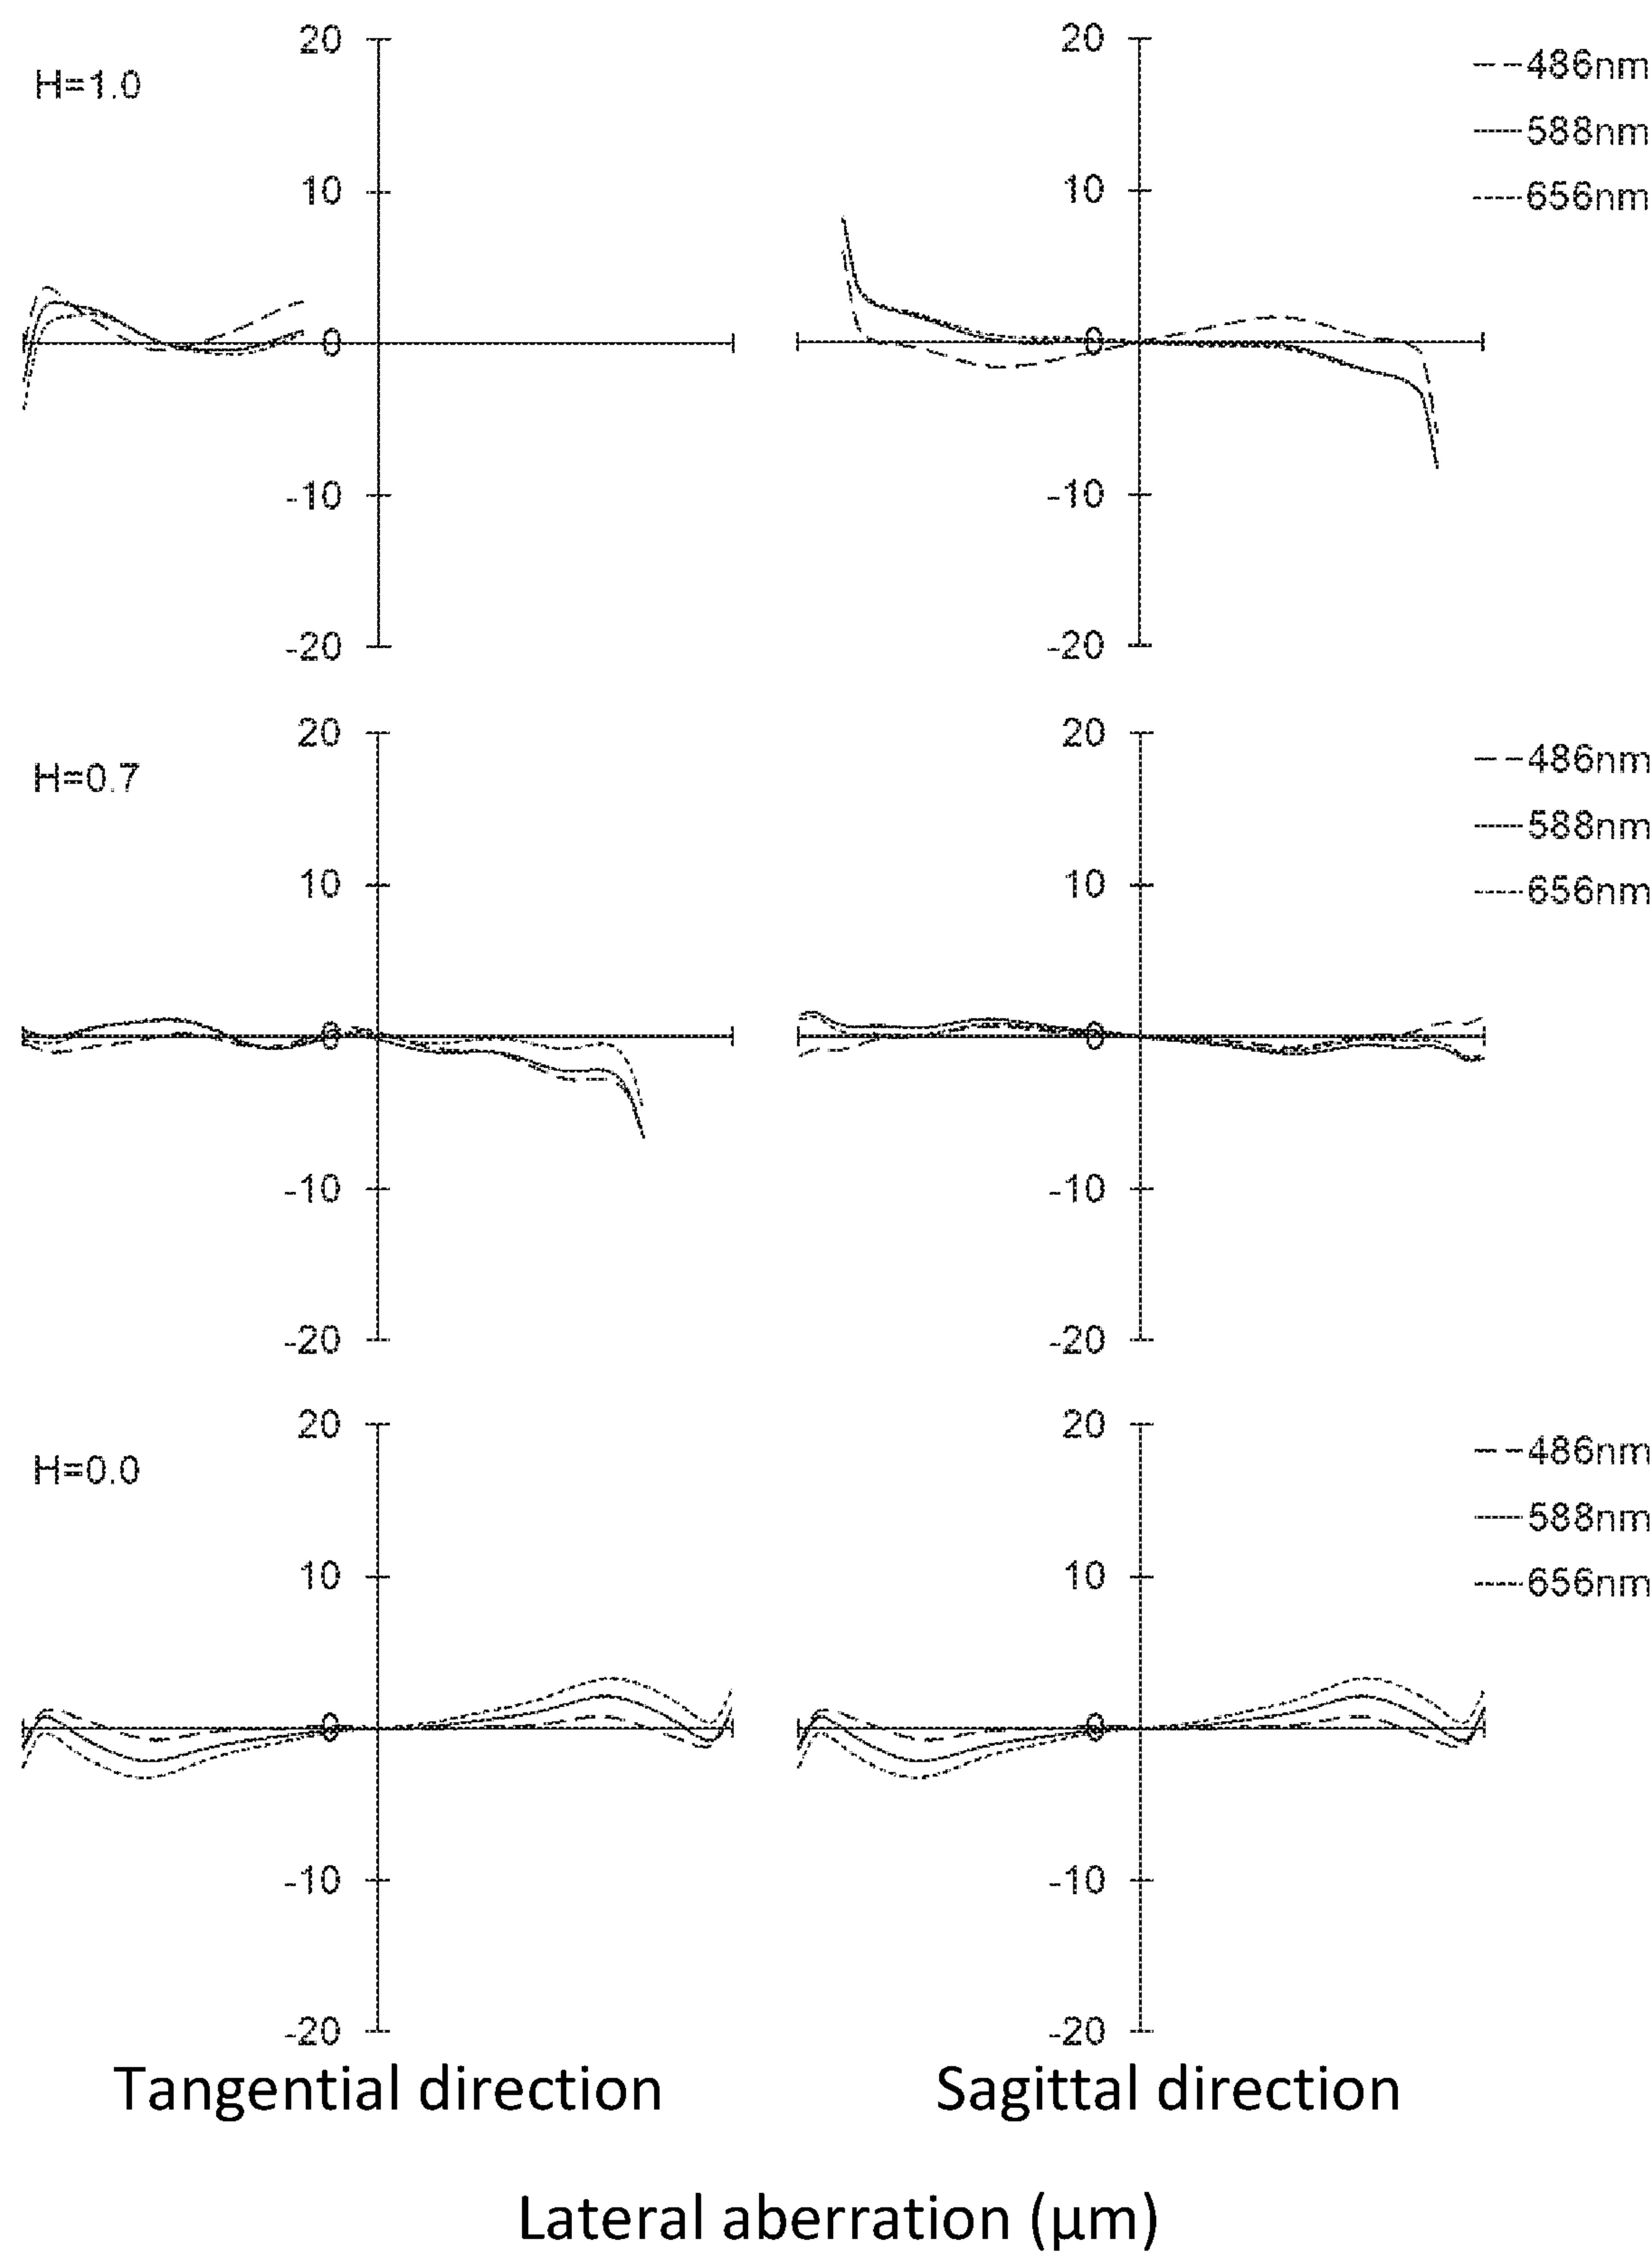 H=1.0
20
10
0
-10
-20
20
10
0
-10
-20
486nm
588nm
656nm
H=0.7
20
10
0
-10
-20
20
10
0
-10
-20
486nm
588nm
656nm
H=0.0
20
10
0
-10
-20
20
10
0
-10
-20
486nm
588nm
656nm
Tangential direction
Sagittal direction
Lateral aberration (μm)